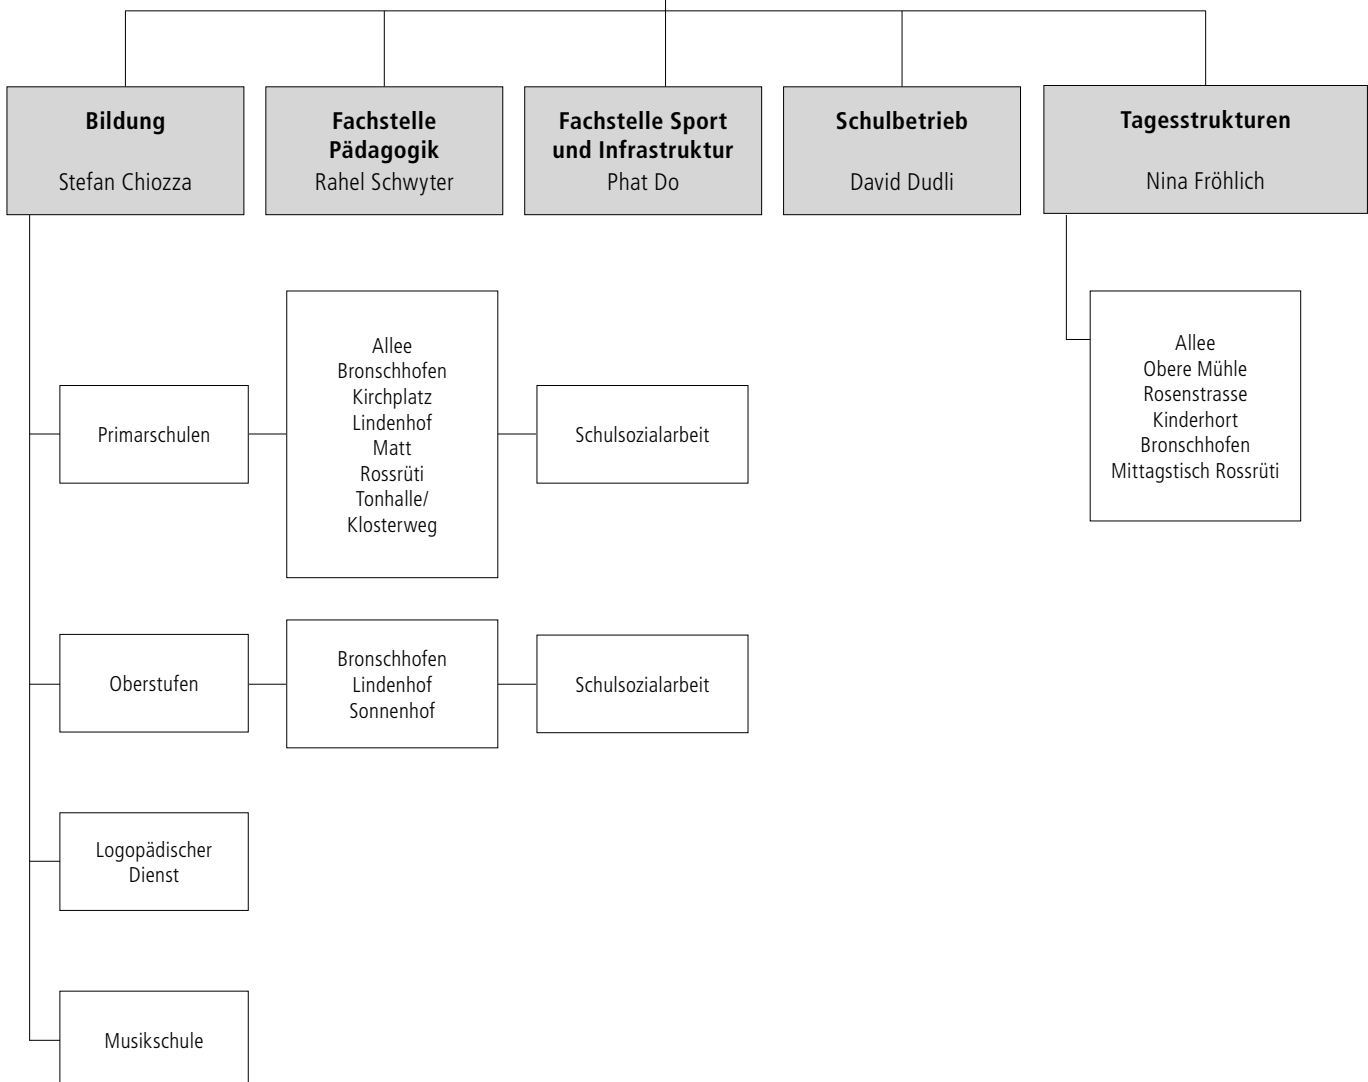 Bildung
Stefan Chiozza
Fachstelle
Pädagogik
Rahel Schwyter
Fachstelle Sport
und Infrastruktur
Phat Do
Schulbetrieb
David Dudli
Tagesstrukturen
Nina Fröhlich
Primarschulen
Allee
Bronschhofen
Kirchplatz
Lindenhof
Matt
Rossrüti
Tonhalle/
Klosterweg
Schulsozialarbeit
Allee
Obere Mühle
Rosenstrasse
Kinderhort
Bronschhofen
Mittagstisch Rossrüti
Oberstufen
Bronschhofen
Lindenhof
Sonnenhof
Schulsozialarbeit
Logopädischer
Dienst
Musikschule